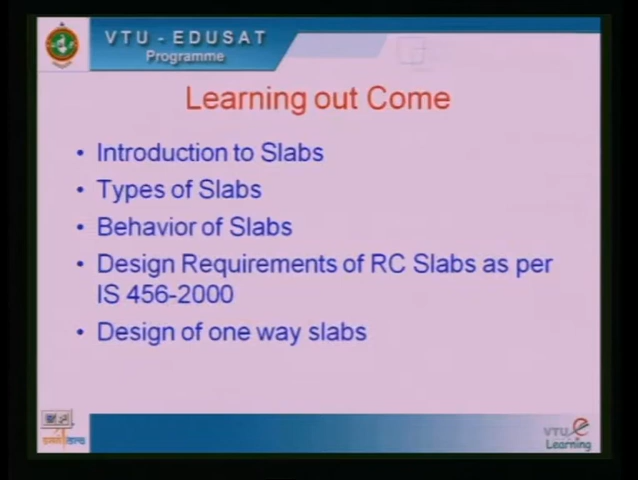 VTU - EDUSAT
Programme
Learning out Come
• Introduction to Slabs
• Types of Slabs
• Behavior of Slabs
• Design Requirements of RC Slabs as per
IS 456-2000
• Design of one way slabs
VTU e
Learning